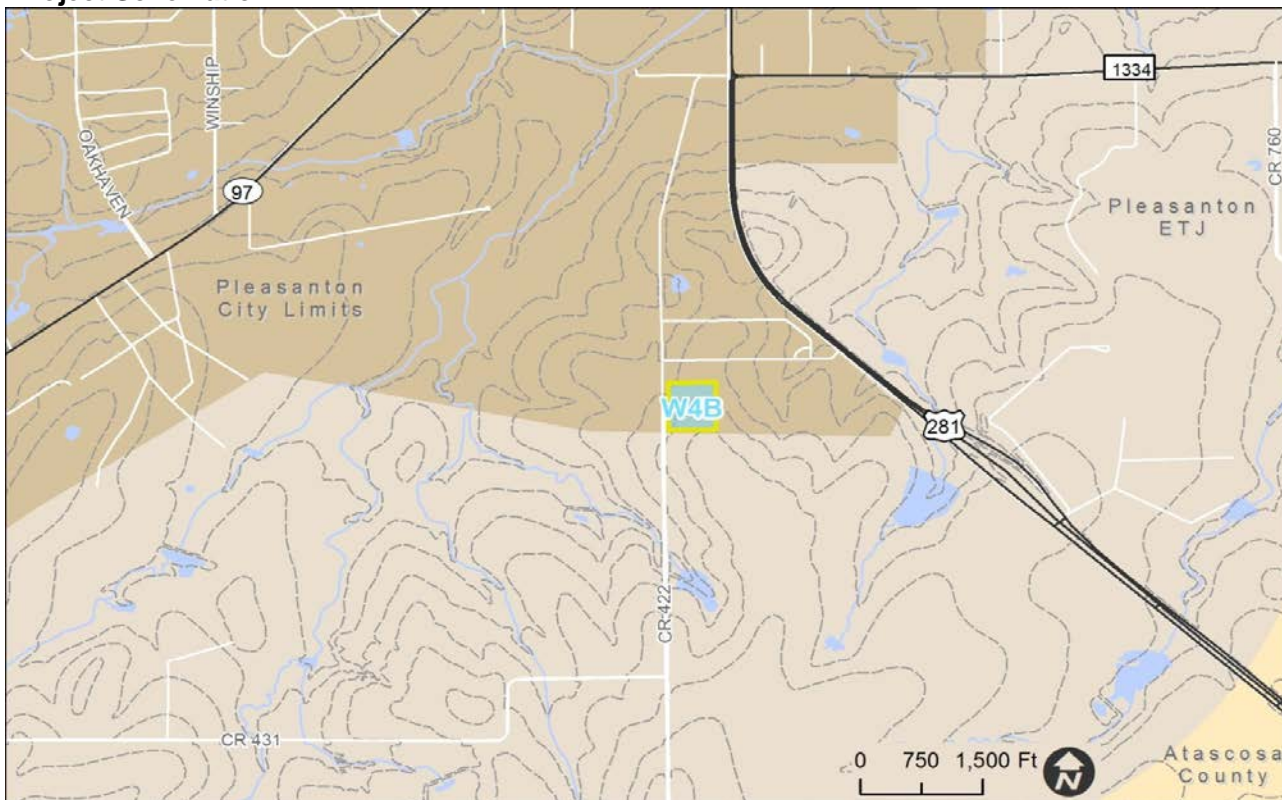 1334
WINSHIP
OAKHAVEN
97
CR 760
Pleasanton
ETJ
Pleasanton
City Limits
W4B
281
CR 422
CR 431
0 750 1,500 Ft
N
Atascosa
County